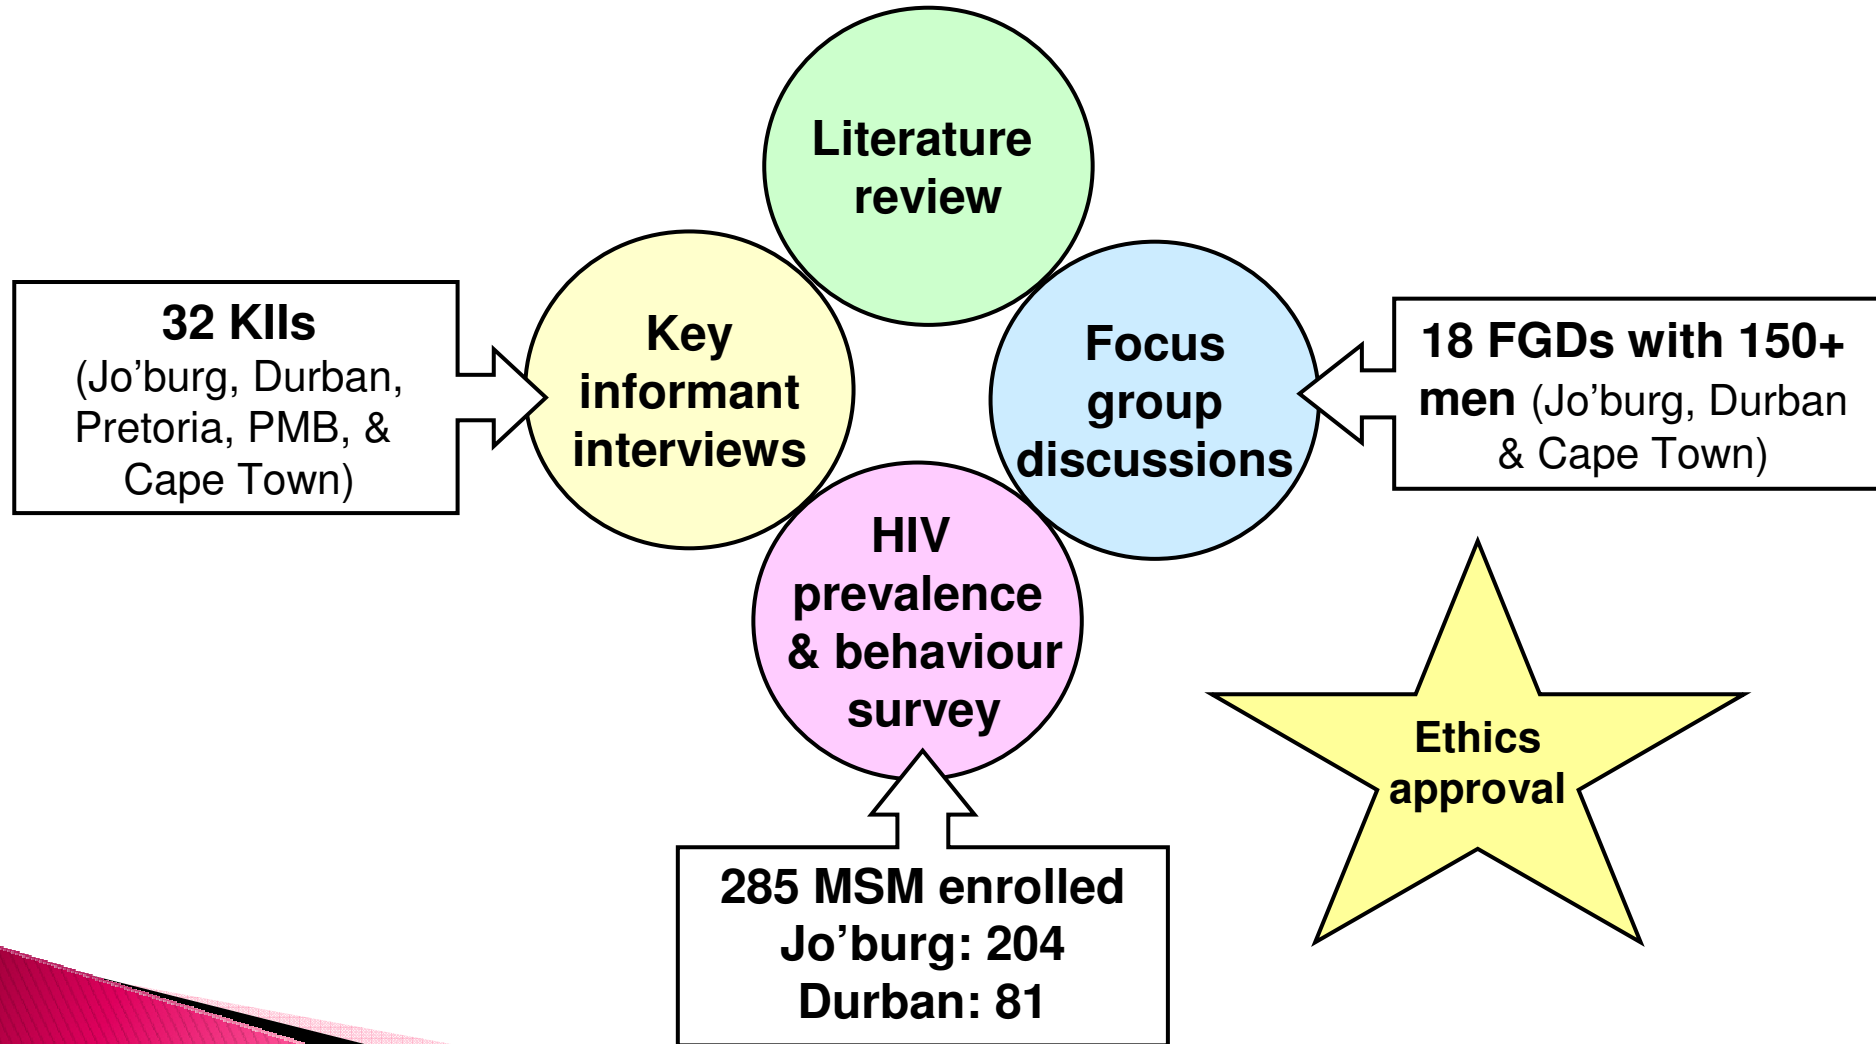 Literature
review
32 KIIs
(Jo’burg, Durban,
Pretoria, PMB, &
Cape Town)
Key
informant
interviews
Focus
group
discussions
18 FGDs with 150+
men (Jo’burg, Durban
& Cape Town)
HIV
prevalence
& behaviour
survey
Ethics
approval
285 MSM enrolled
Jo’burg: 204
Durban: 81